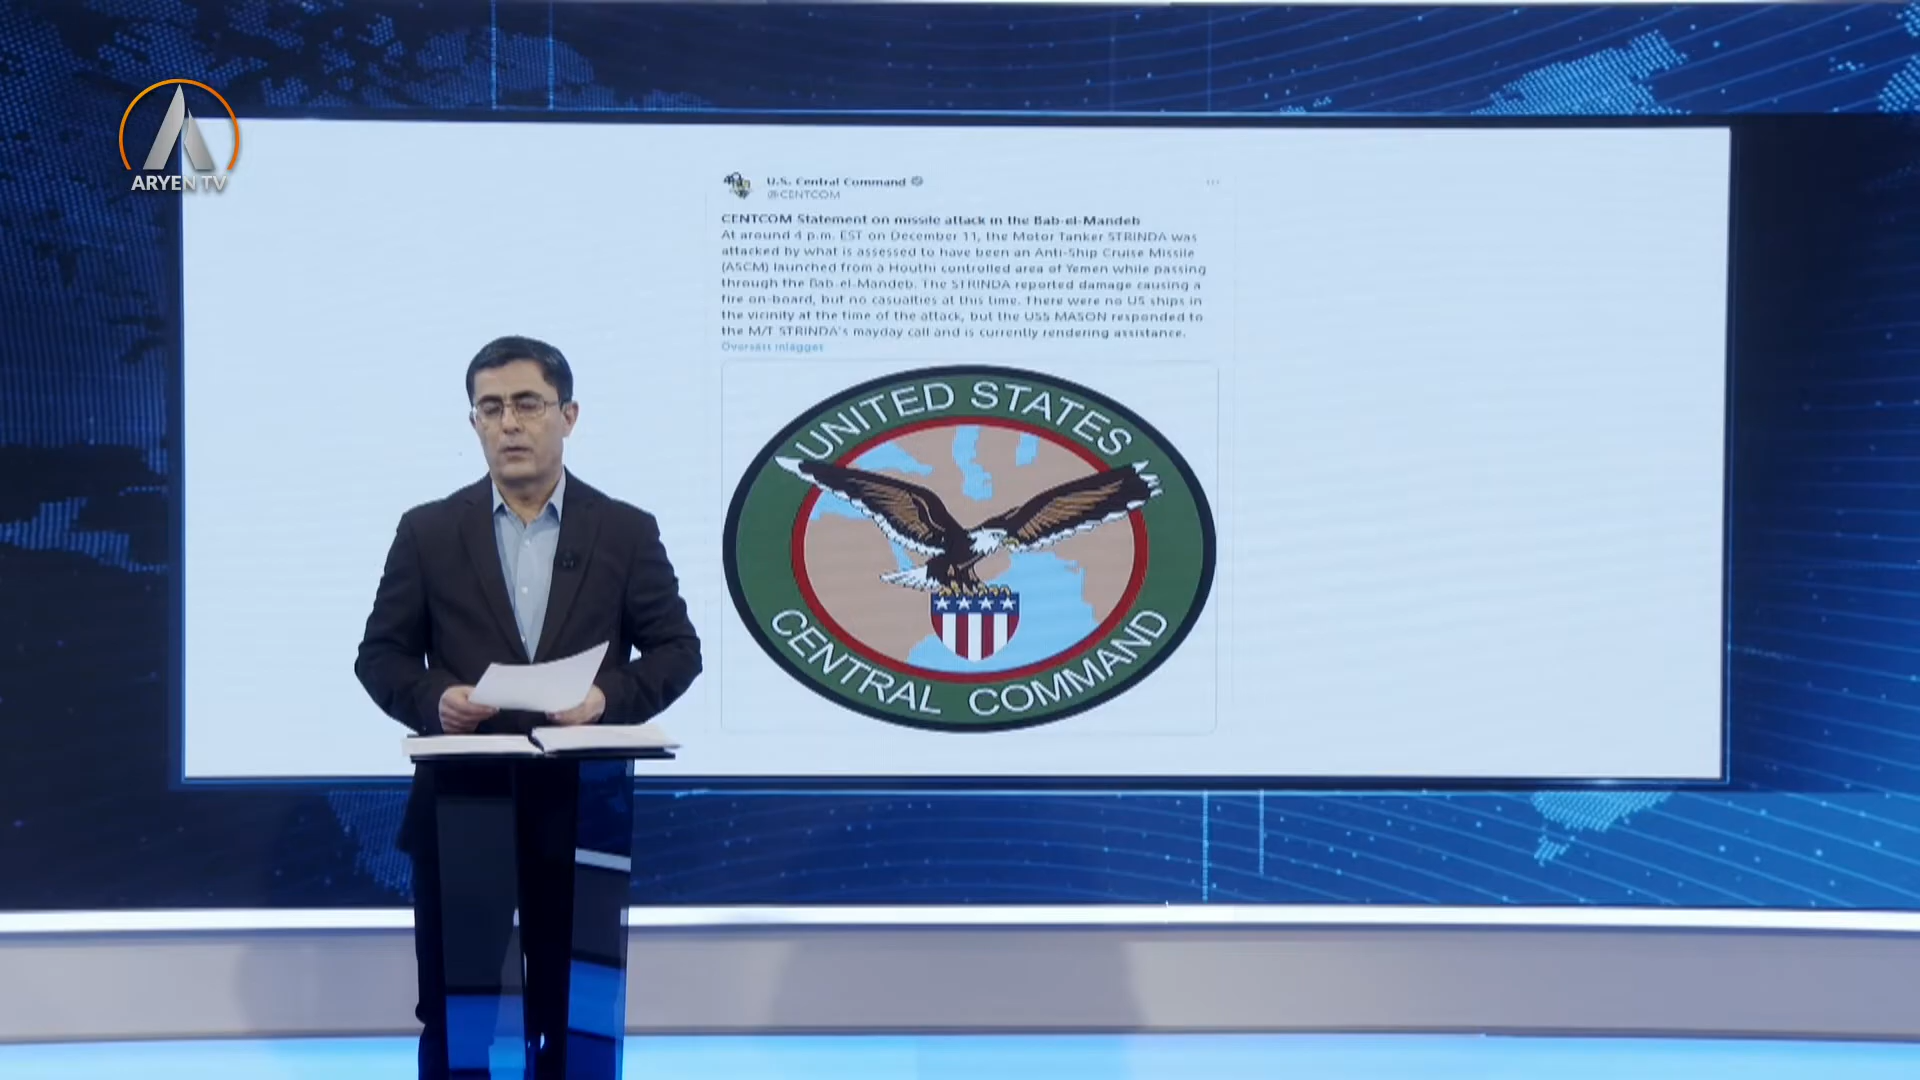 ARYEN TV
U.S. Central Command
@CENTCOM
CENTCOM Statement on missile attack in the Bab-el-Mandeb
At around 4 p.m. EST on December 11, the Motor Tanker STRINDA was
attacked by what is assessed to have been an Anti-Ship Cruise Missile
(ASCM) launched from a Houthi controlled area of Yemen while passing
through the Bab-el-Mandeb. The STRINDA reported damage causing a
fire on-board, but no casualties at this time. There were no US ships in
the vicinity at the time of the attack, but the USS MASON responded to
the M/T STRINDA's mayday call and is currently rendering assistance.
Översätt inlägget
UNITED STATES
CENTRAL COMMAND